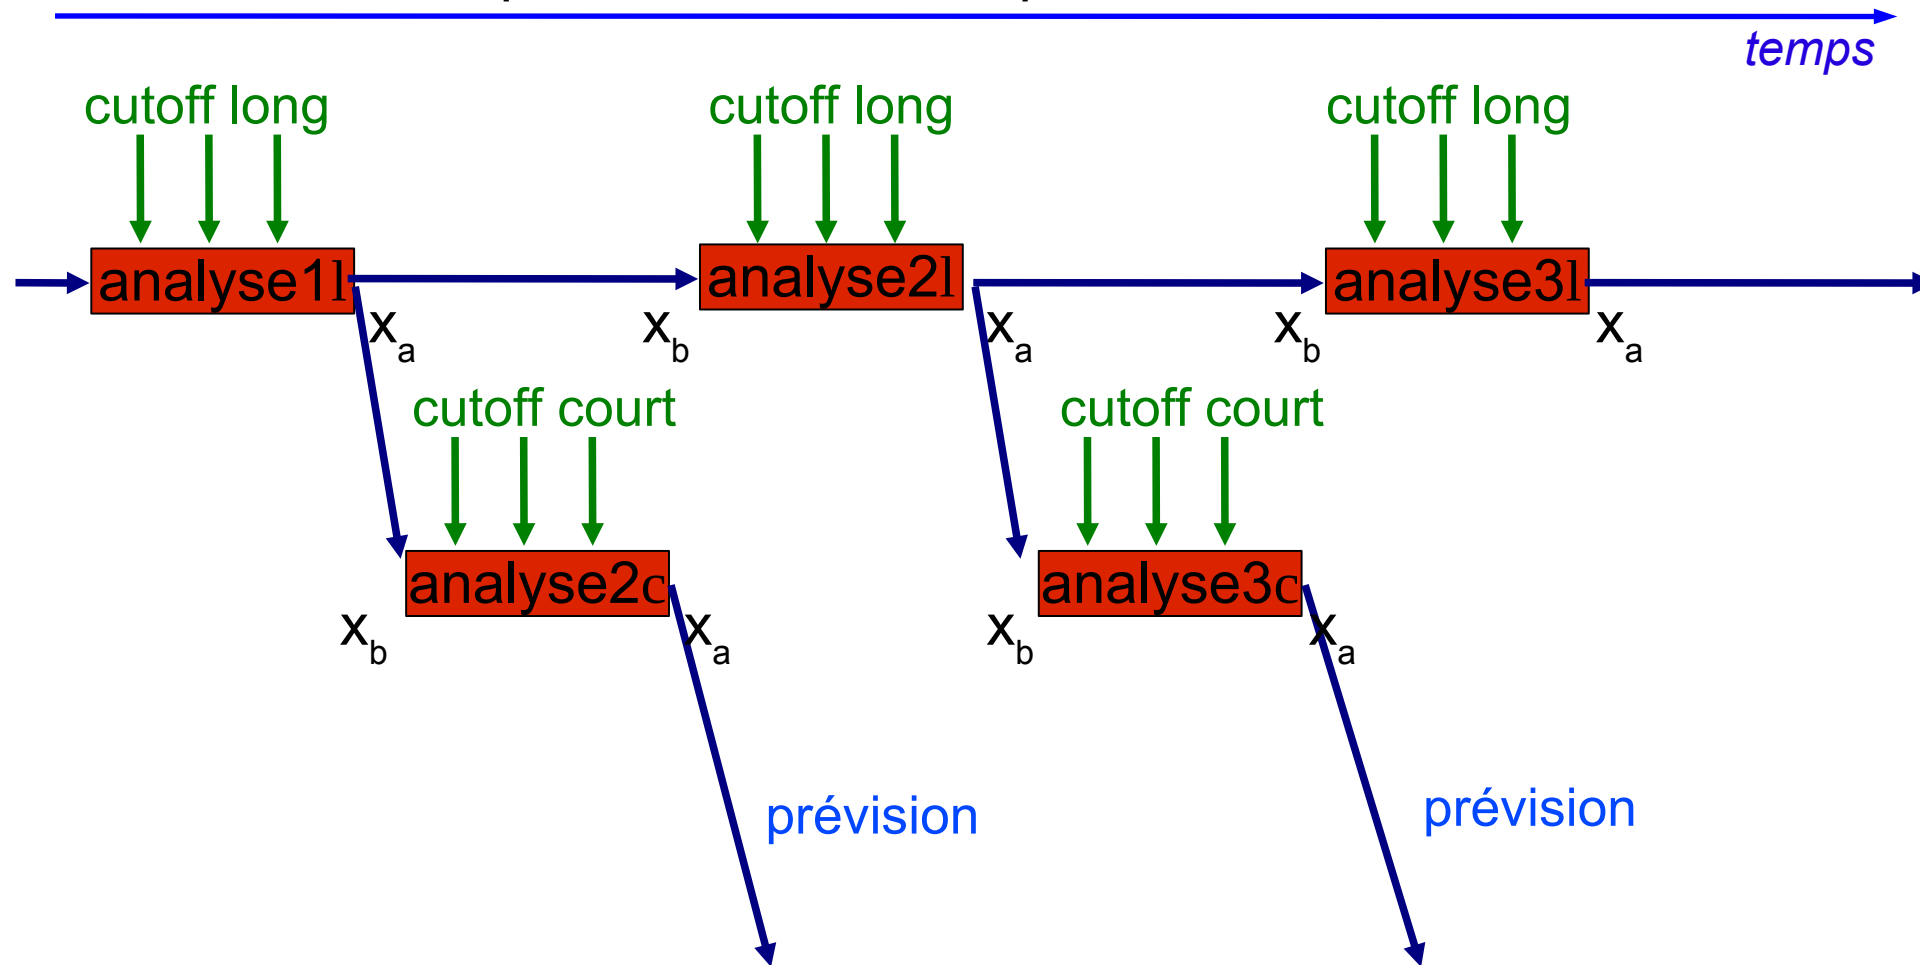 temps
cutoff long cutoff long cutoff long
analyse1l analyse2l analyse3l
xa xb xa xb xa
cutoff court cutoff court
analyse2c analyse3c
xb xa xb xa
prévision prévision